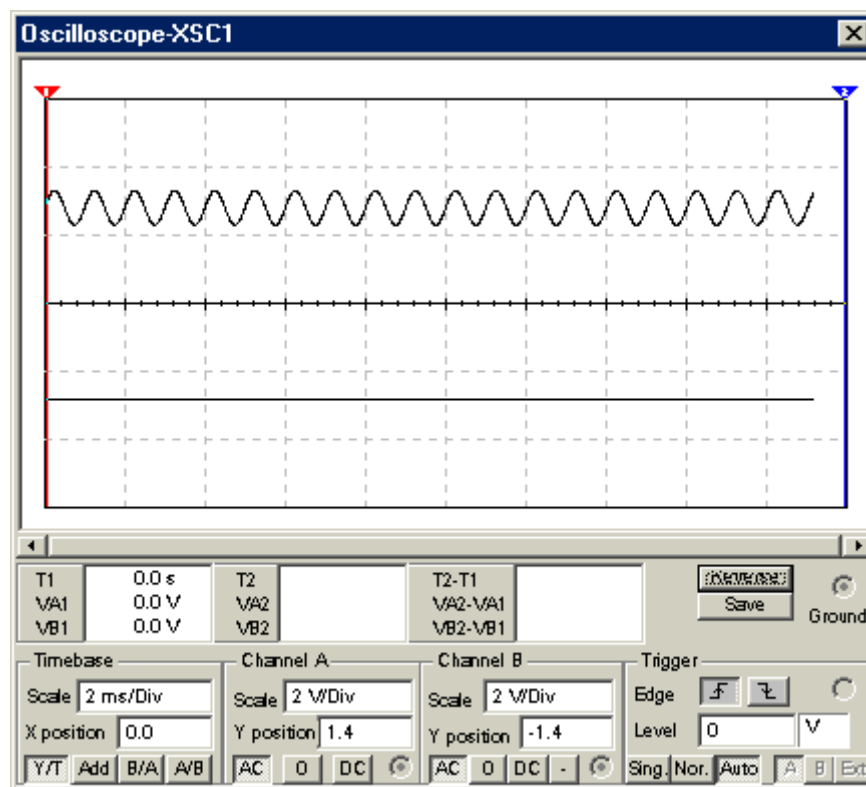 Oscilloscope-XSC1
1 2
T1 0.0 s T2 T2-T1 Reverse
VA1 0.0 V VA2 VA2-VA1 Save
VB1 0.0 V VB2 VB2-VB1 Ground
Timebase Channel A Channel B Trigger
Scale 2 ms/Div Scale 2 V/Div Scale 2 V/Div Edge
X position 0.0 Y position 1.4 Y position -1.4 Level 0 V
Y/T Add B/A A/B AC 0 DC AC 0 DC - Sing. Nor. Auto A B Ext